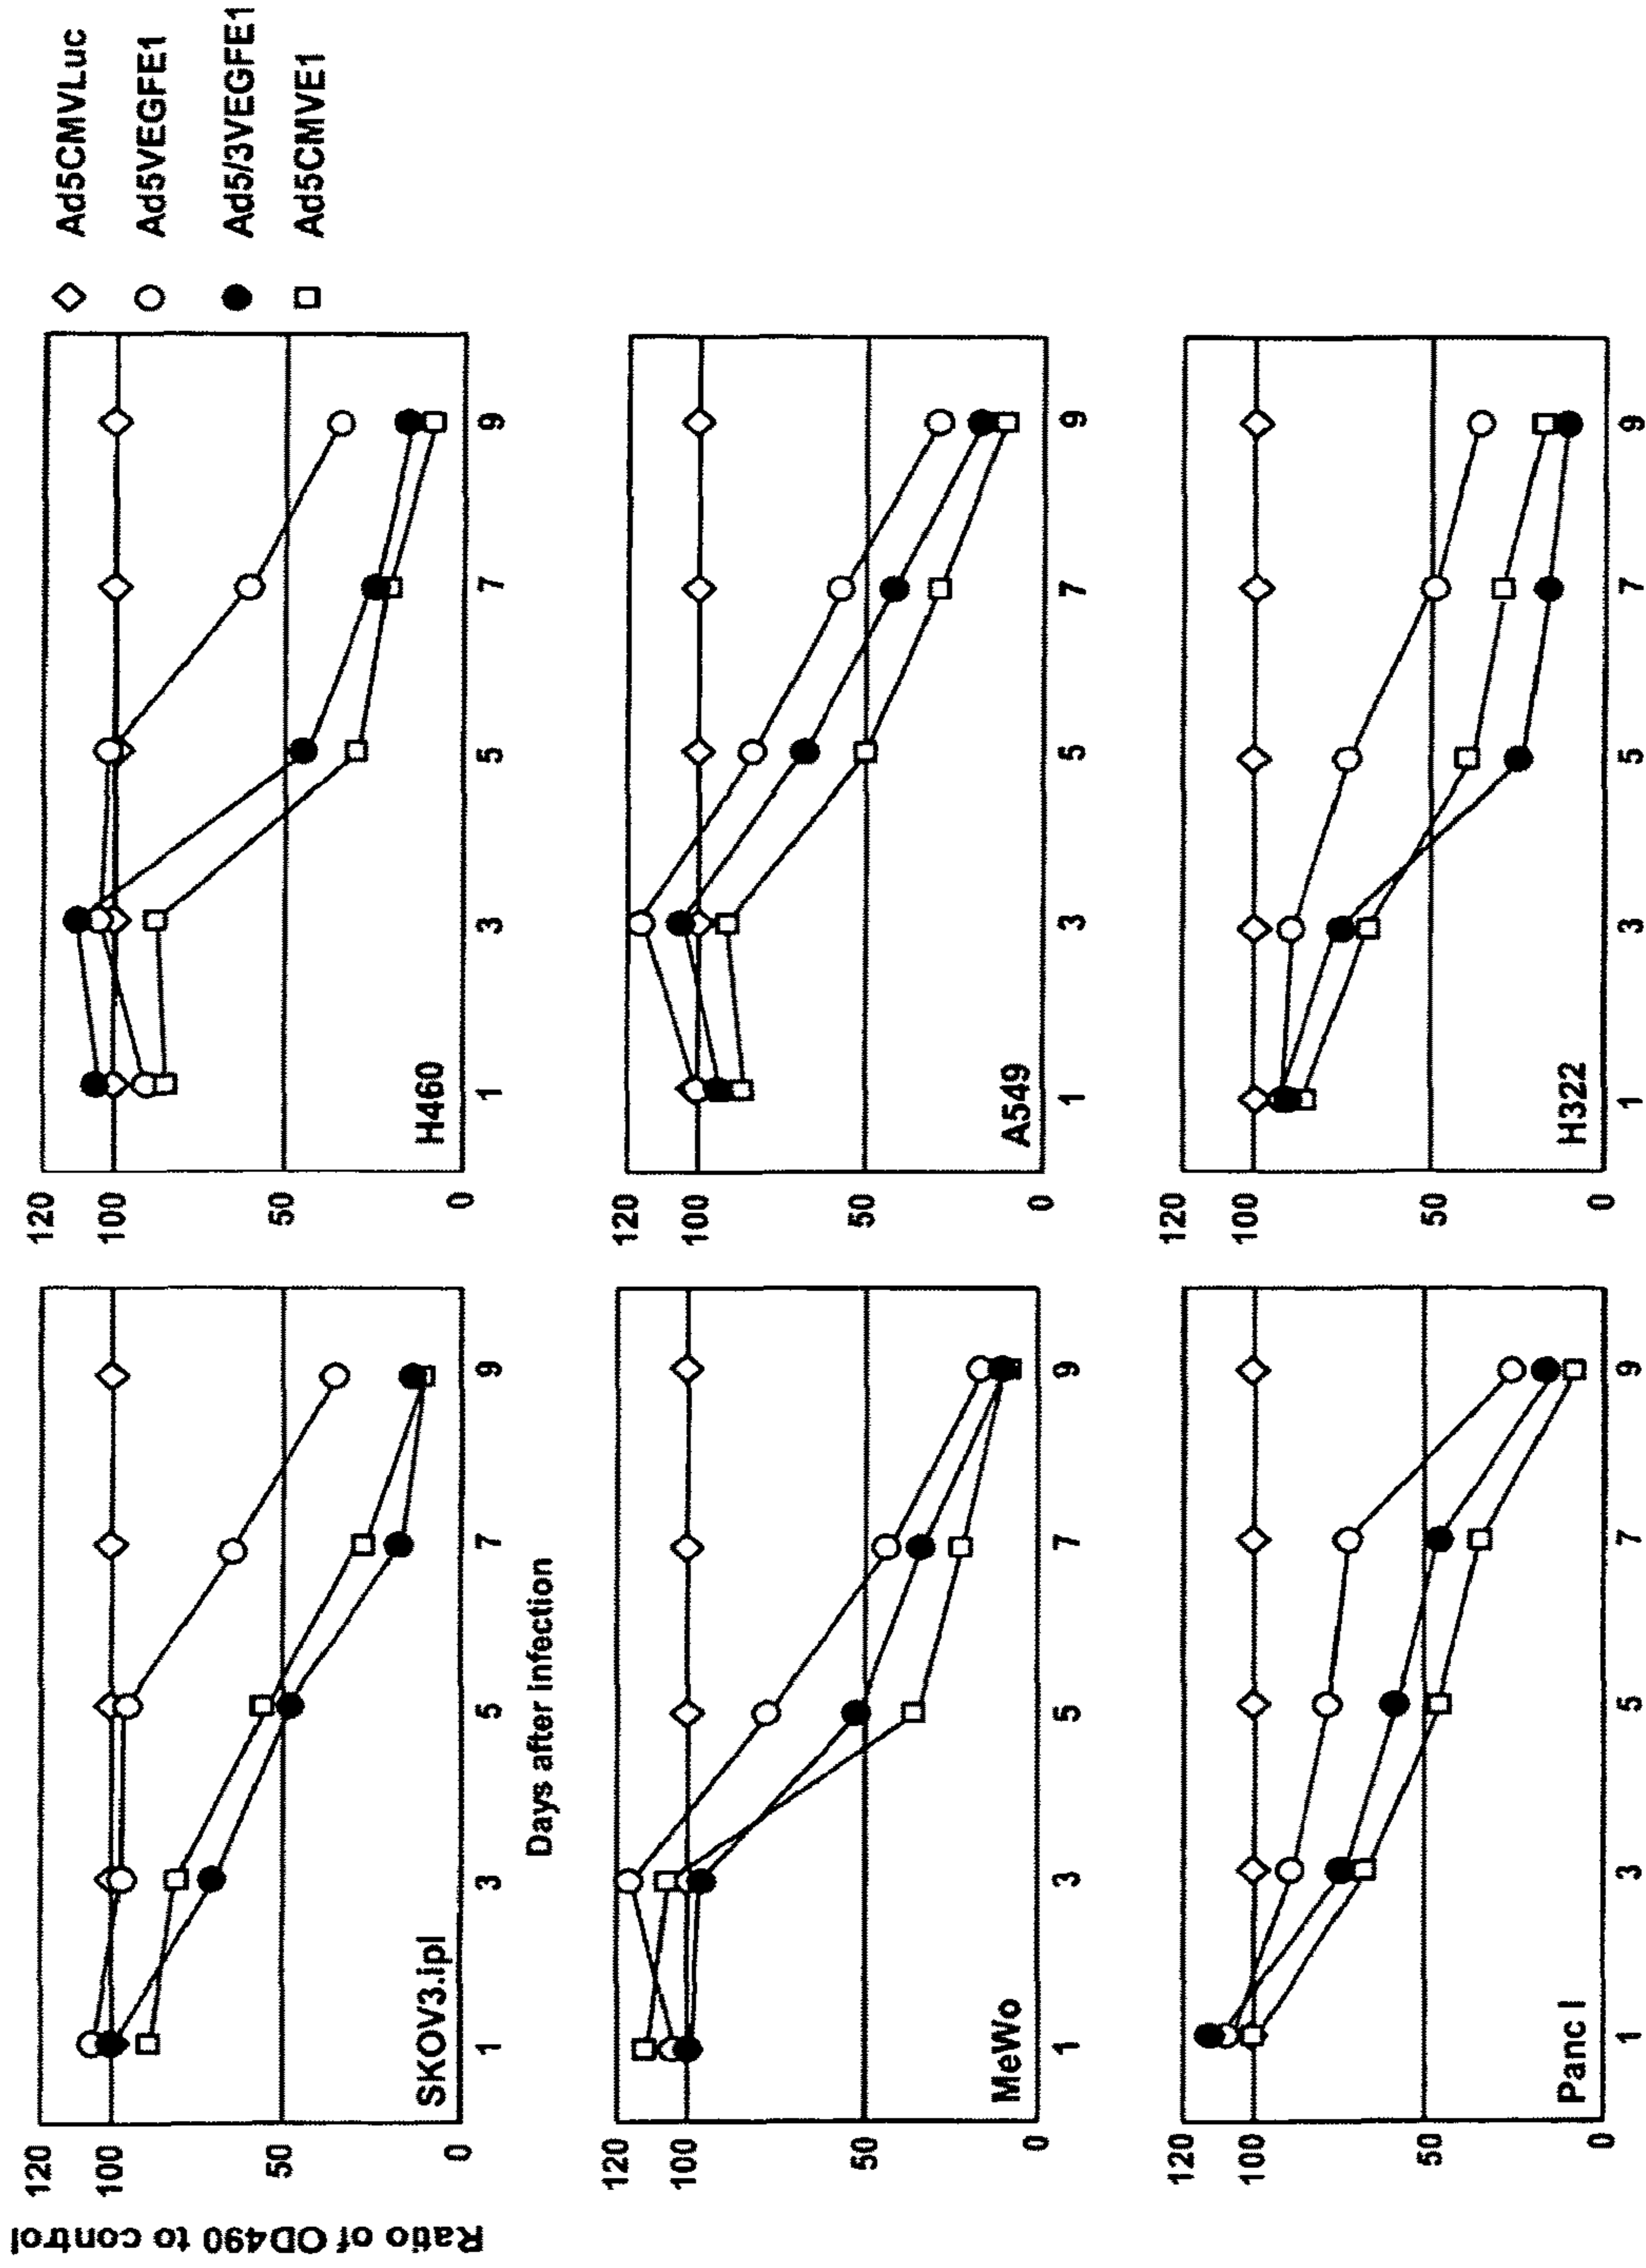 Ratio of OD490 to control
120
100
50
0
SKOV3.ipl
1 3 5 7 9
Days after infection
120
100
50
0
H460
1 3 5 7 9
Ad5CMVLuc
Ad5VEGFE1
Ad5/3VEGFE1
Ad5CMVE1
120
100
50
0
MeWo
1 3 5 7 9
120
100
50
0
A549
1 3 5 7 9
120
100
50
0
Panc I
1 3 5 7 9
120
100
50
0
H322
1 3 5 7 9